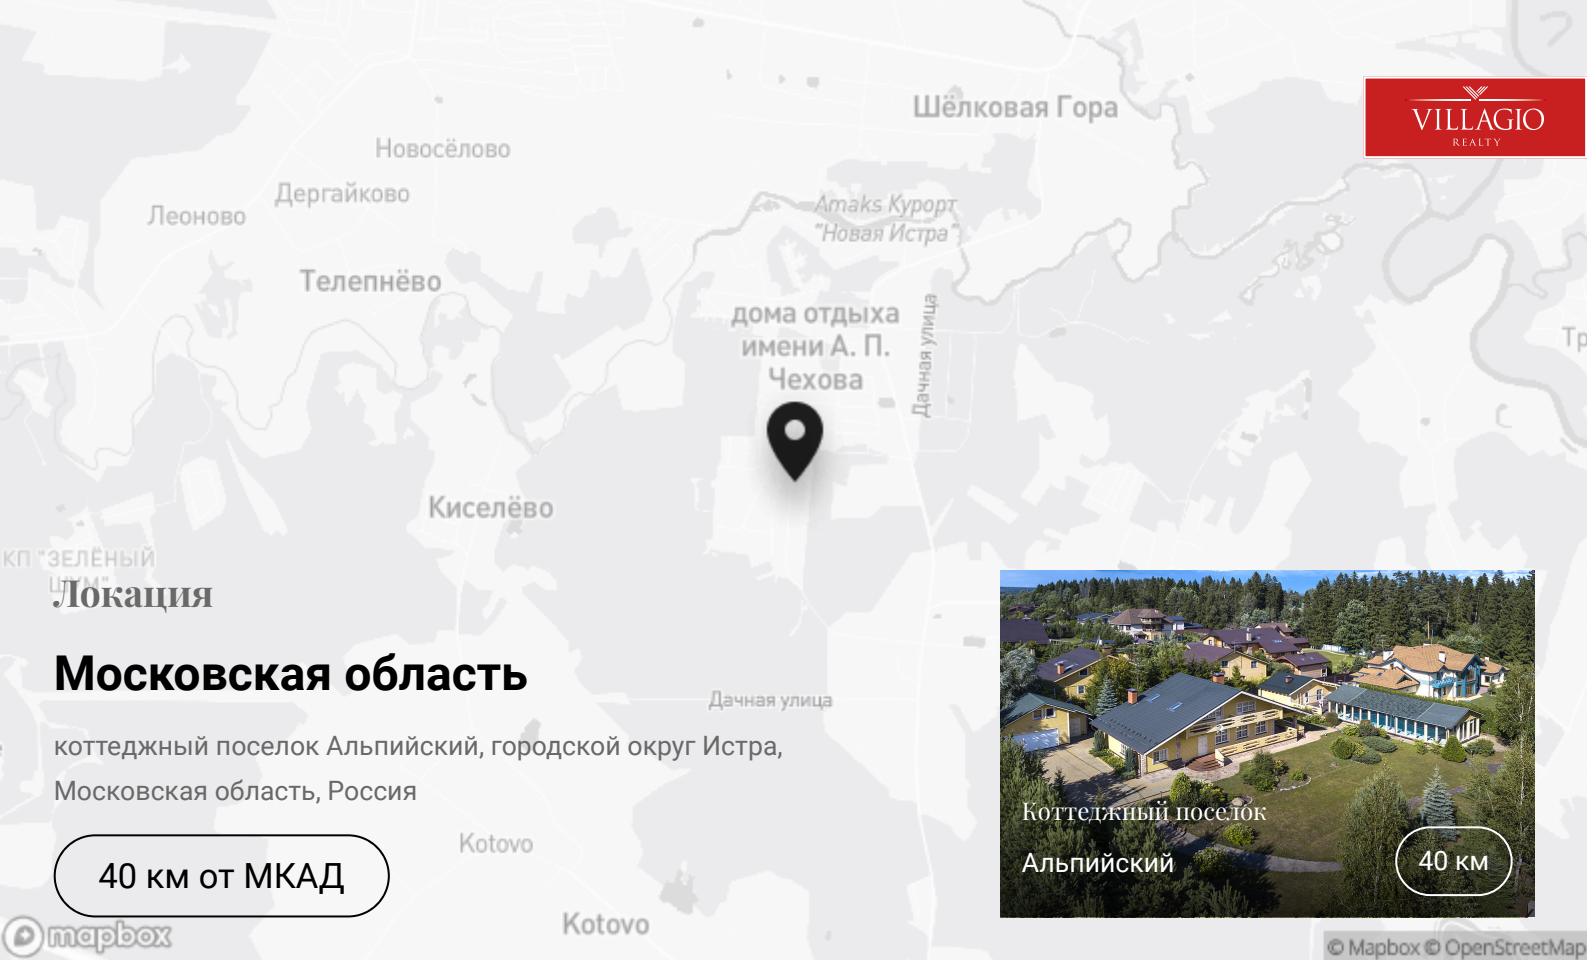 Шёлковая Гора
VILLAGIO
REALTY
Новосёлово
Дергайково
Леоново
Amaks Курорт
"Новая Истра"
Телепнёво
дома отдыха
имени А. П.
Чехова
Дачная улица
Тр
Киселёво
КП "ЗЕЛЁНЫЙ
ШУМ"
Локация
Московская область
Дачная улица
коттеджный поселок Альпийский, городской округ Истра,
Московская область, Россия
40 км от МКАД
Kotovo
Kotovo
Коттеджный поселок
Альпийский
40 км
mapbox
© Mapbox © OpenStreetMap